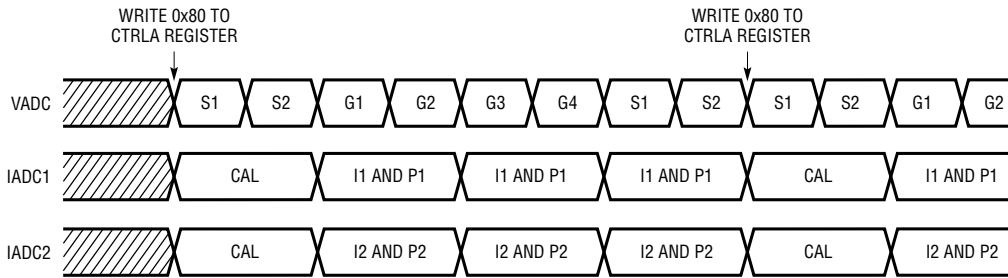 WRITE 0x80 TO
CTRLA REGISTER
WRITE 0x80 TO
CTRLA REGISTER
VADC S1 S2 G1 G2 G3 G4 S1 S2 S1 S2 G1 G2
IADC1 CAL I1 AND P1 I1 AND P1 I1 AND P1 CAL I1 AND P1
IADC2 CAL I2 AND P2 I2 AND P2 I2 AND P2 CAL I2 AND P2